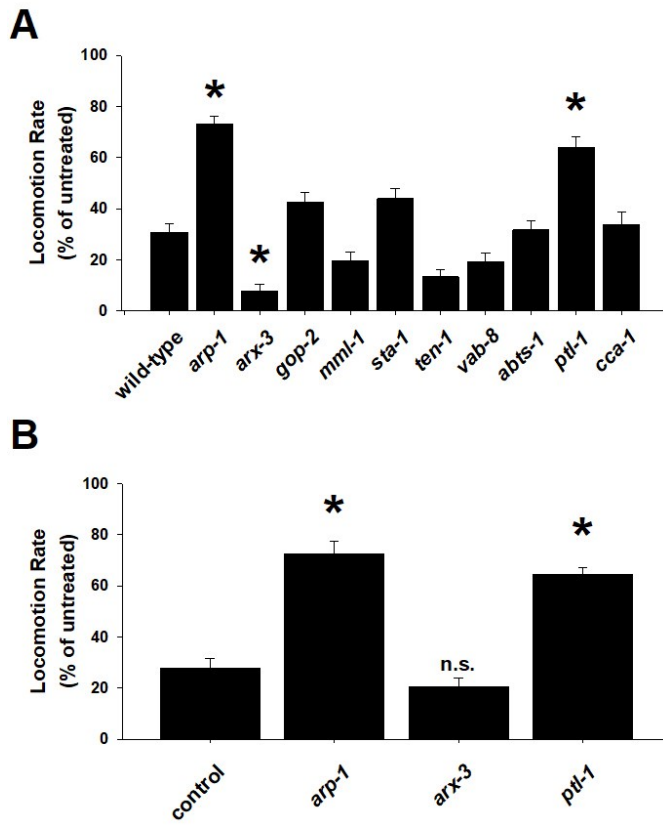 A
100
80
60
40
20
0
Locomotion Rate
(% of untreated)
*
*
*
wild-type
arp-1
arx-3
gop-2
mml-1
sta-1
ten-1
vab-8
abts-1
ptl-1
cca-1
B
100
80
60
40
20
0
Locomotion Rate
(% of untreated)
*
n.s.
*
control
arp-1
arx-3
ptl-1